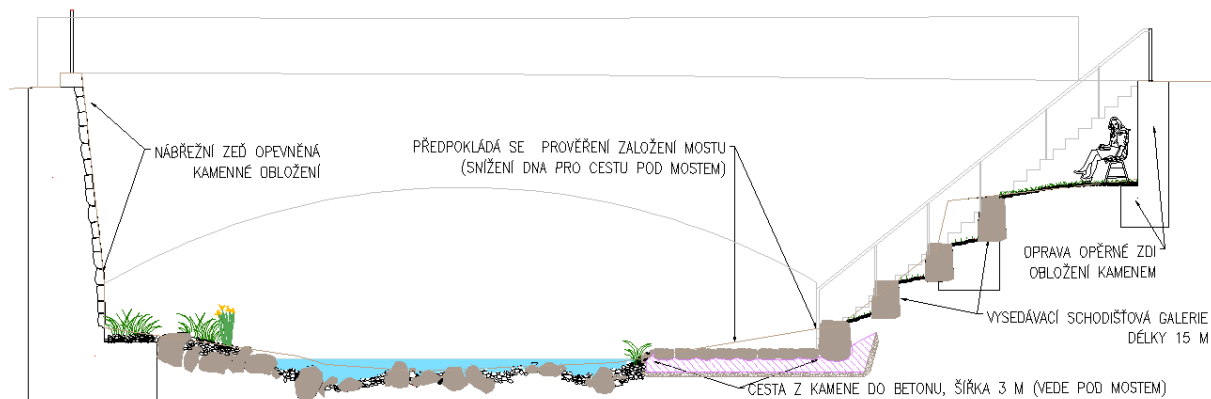 NÁBŘEŽNÍ ZEĎ OPEVNĚNÁ
KAMENNÉ OBLOŽENÍ
PŘEDPOKLÁDÁ SE PROVĚŘENÍ ZALOŽENÍ MOSTU
(SNÍŽENÍ DNA PRO CESTU POD MOSTEM)
OPRAVA OPĚRNÉ ZDI
OBLOŽENÍ KAMENEM
VYSEDÁVACÍ SCHODIŠŤOVÁ GALERIE
DÉLKY 15 M
CESTA Z KAMENE DO BETONU, ŠÍŘKA 3 M (VEDE POD MOSTEM)